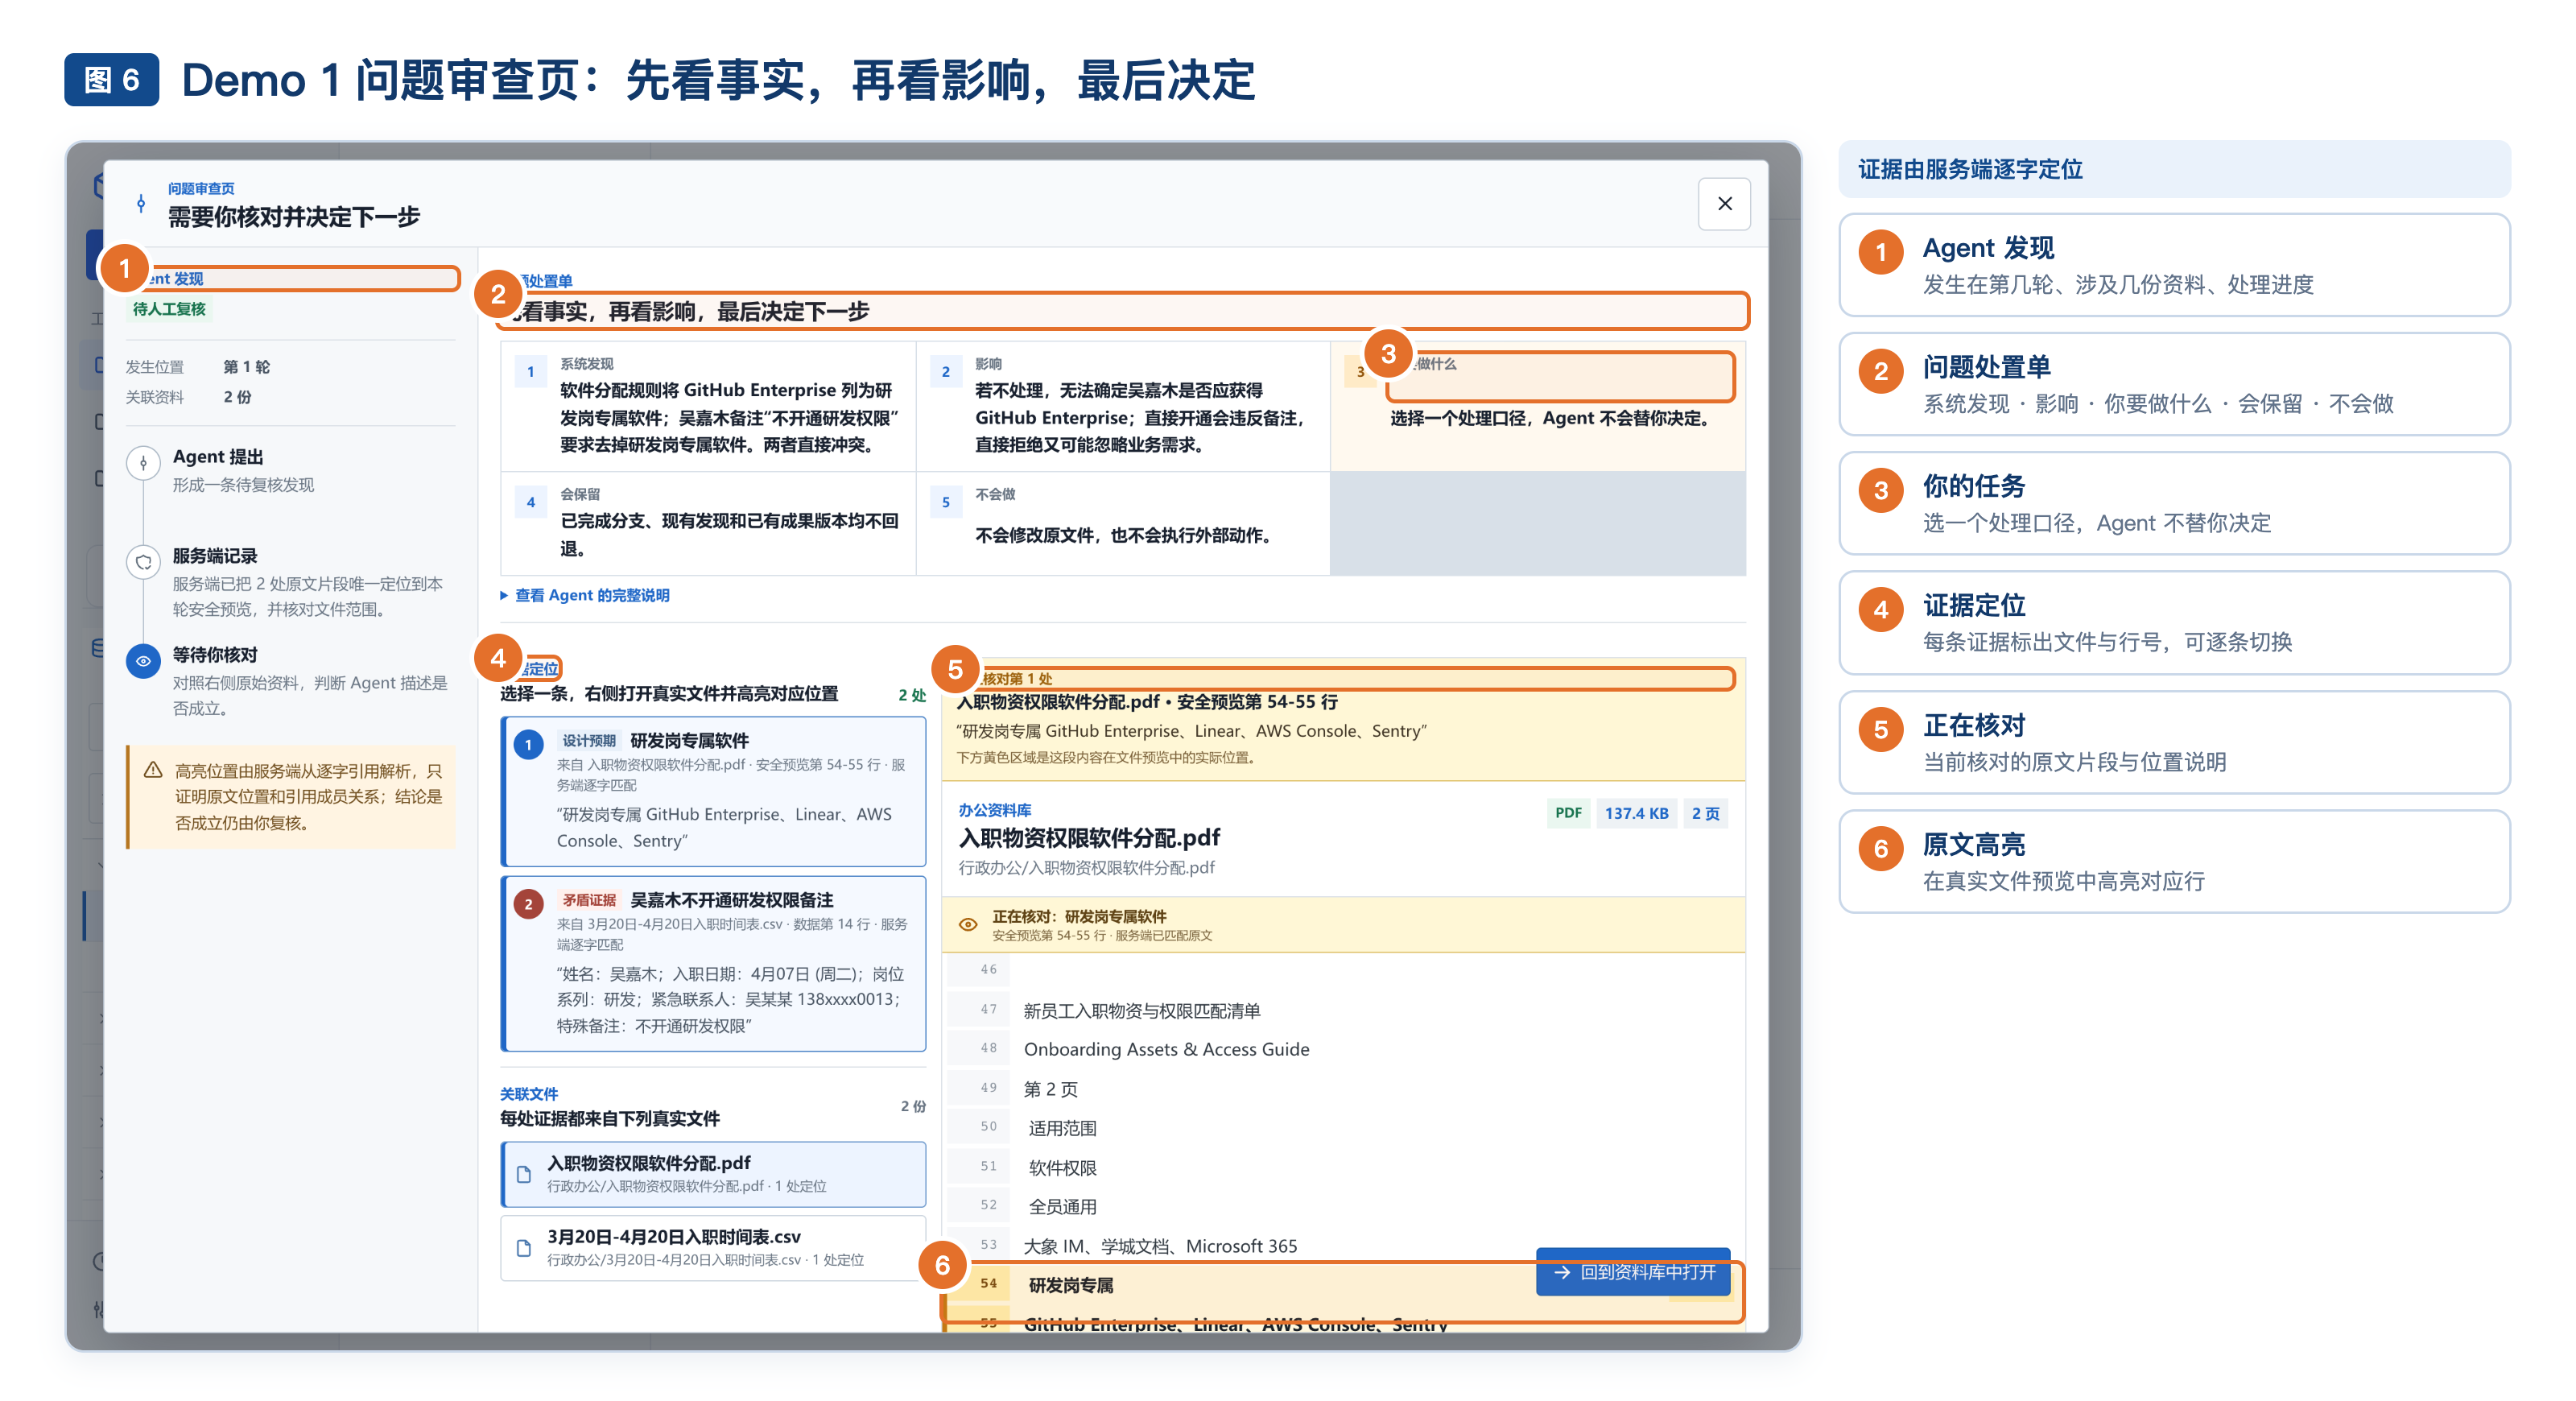 图 6
Demo 1 问题审查页：先看事实，再看影响，最后决定
问题审查页
需要你核对并决定下一步
1
ent 发现
待人工复核
发生位置 第 1 轮
关联资料 2 份
Agent 提出
形成一条待复核发现
服务端记录
服务端已把 2 处原文片段唯一定位到本
轮安全预览，并核对文件范围。
等待你核对
对照右侧原始资料，判断 Agent 描述是
否成立。
高亮位置由服务端从逐字引用解析，只
证明原文位置和引用成员关系；结论是
否成立仍由你复核。
2
处置单
看事实，再看影响，最后决定下一步
1
系统发现
软件分配规则将 GitHub Enterprise 列为研
发岗专属软件；吴嘉木备注“不开通研发权限”
要求去掉研发岗专属软件。两者直接冲突。
2
影响
若不处理，无法确定吴嘉木是否应获得
GitHub Enterprise；直接开通会违反备注，
直接拒绝又可能忽略业务需求。
3
3
做什么
选择一个处理口径，Agent 不会替你决定。
4
会保留
已完成分支、现有发现和已有成果版本均不回
退。
5
不会做
不会修改原文件，也不会执行外部动作。
查看 Agent 的完整说明
4
定位
选择一条，右侧打开真实文件并高亮对应位置 2 处
1
设计预期 研发岗专属软件
来自 入职物资权限软件分配.pdf · 安全预览第 54-55 行 · 服
务端逐字匹配
“研发岗专属 GitHub Enterprise、Linear、AWS
Console、Sentry”
2
矛盾证据 吴嘉木不开通研发权限备注
来自 3月20日-4月20日入职时间表.csv · 数据第 14 行 · 服务
端逐字匹配
“姓名：吴嘉木；入职日期：4月07日 (周二)；岗位
系列：研发；紧急联系人：吴某某 138xxxx0013；
特殊备注：不开通研发权限”
关联文件
每处证据都来自下列真实文件
2 份
入职物资权限软件分配.pdf
行政办公/入职物资权限软件分配.pdf · 1 处定位
3月20日-4月20日入职时间表.csv
行政办公/3月20日-4月20日入职时间表.csv · 1 处定位
5
核对第 1 处
入职物资权限软件分配.pdf • 安全预览第 54-55 行
“研发岗专属 GitHub Enterprise、Linear、AWS Console、Sentry”
下方黄色区域是这段内容在文件预览中的实际位置。
办公资料库
入职物资权限软件分配.pdf
行政办公/入职物资权限软件分配.pdf
PDF 137.4 KB 2 页
正在核对：研发岗专属软件
安全预览第 54-55 行 · 服务端已匹配原文
46
47 新员工入职物资与权限匹配清单
48 Onboarding Assets & Access Guide
49 第 2 页
50 适用范围
51 软件权限
52 全员通用
53 大象 IM、学城文档、Microsoft 365
6
54 研发岗专属
→ 回到资料库中打开
55 GitHub Enterprise、Linear、AWS Console、Sentry
证据由服务端逐字定位
1 Agent 发现
发生在第几轮、涉及几份资料、处理进度
2 问题处置单
系统发现 · 影响 · 你要做什么 · 会保留 · 不会做
3 你的任务
选一个处理口径，Agent 不替你决定
4 证据定位
每条证据标出文件与行号，可逐条切换
5 正在核对
当前核对的原文片段与位置说明
6 原文高亮
在真实文件预览中高亮对应行